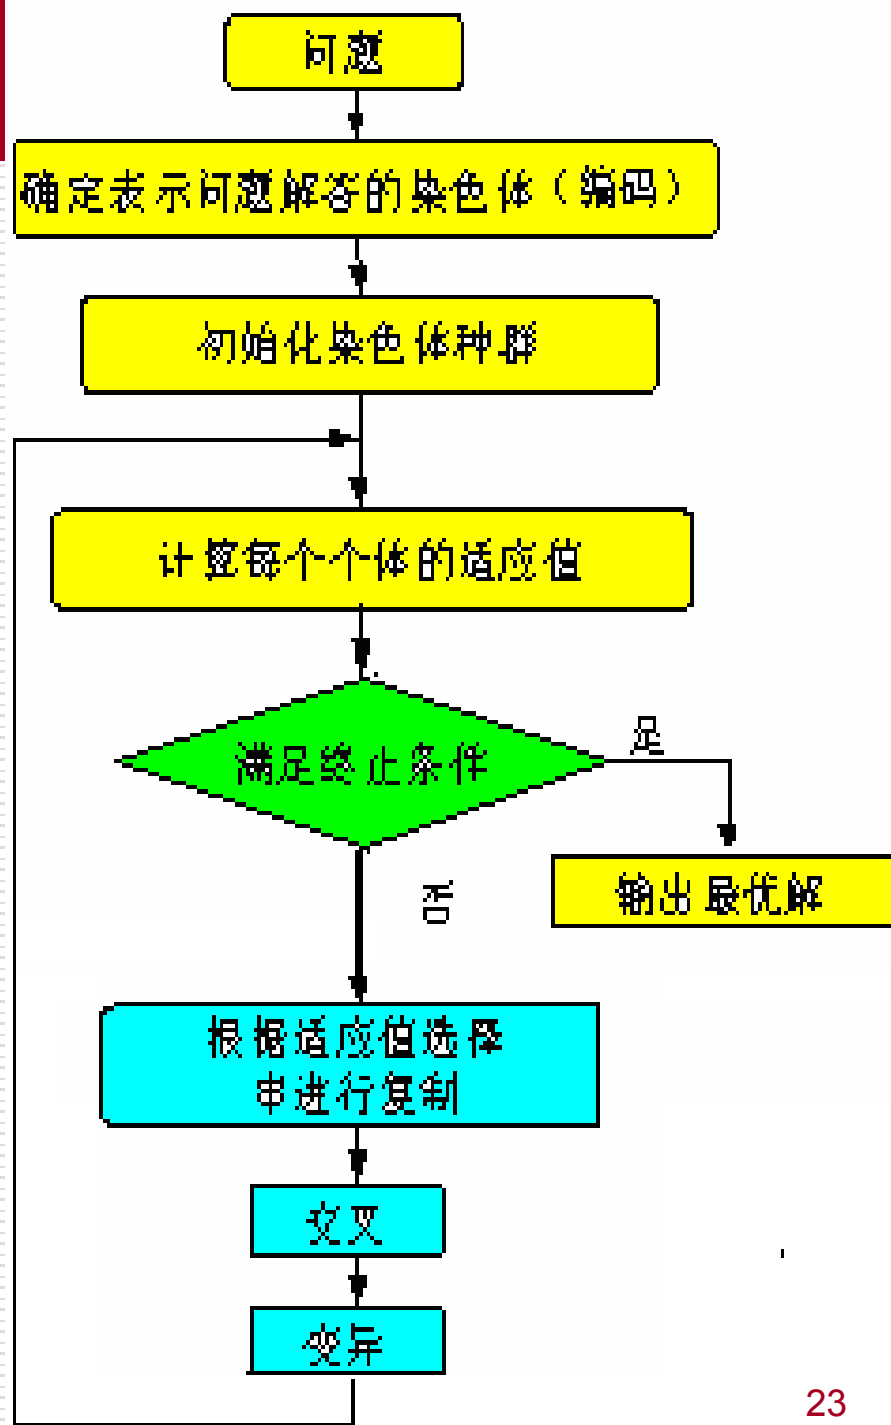 问题
确定表示问题解答的染色体（编码）
初始化染色体种群
计算每个个体的适应值
满足终止条件
是
输出最优解
否
根据适应值选择
串进行复制
交叉
变异
23